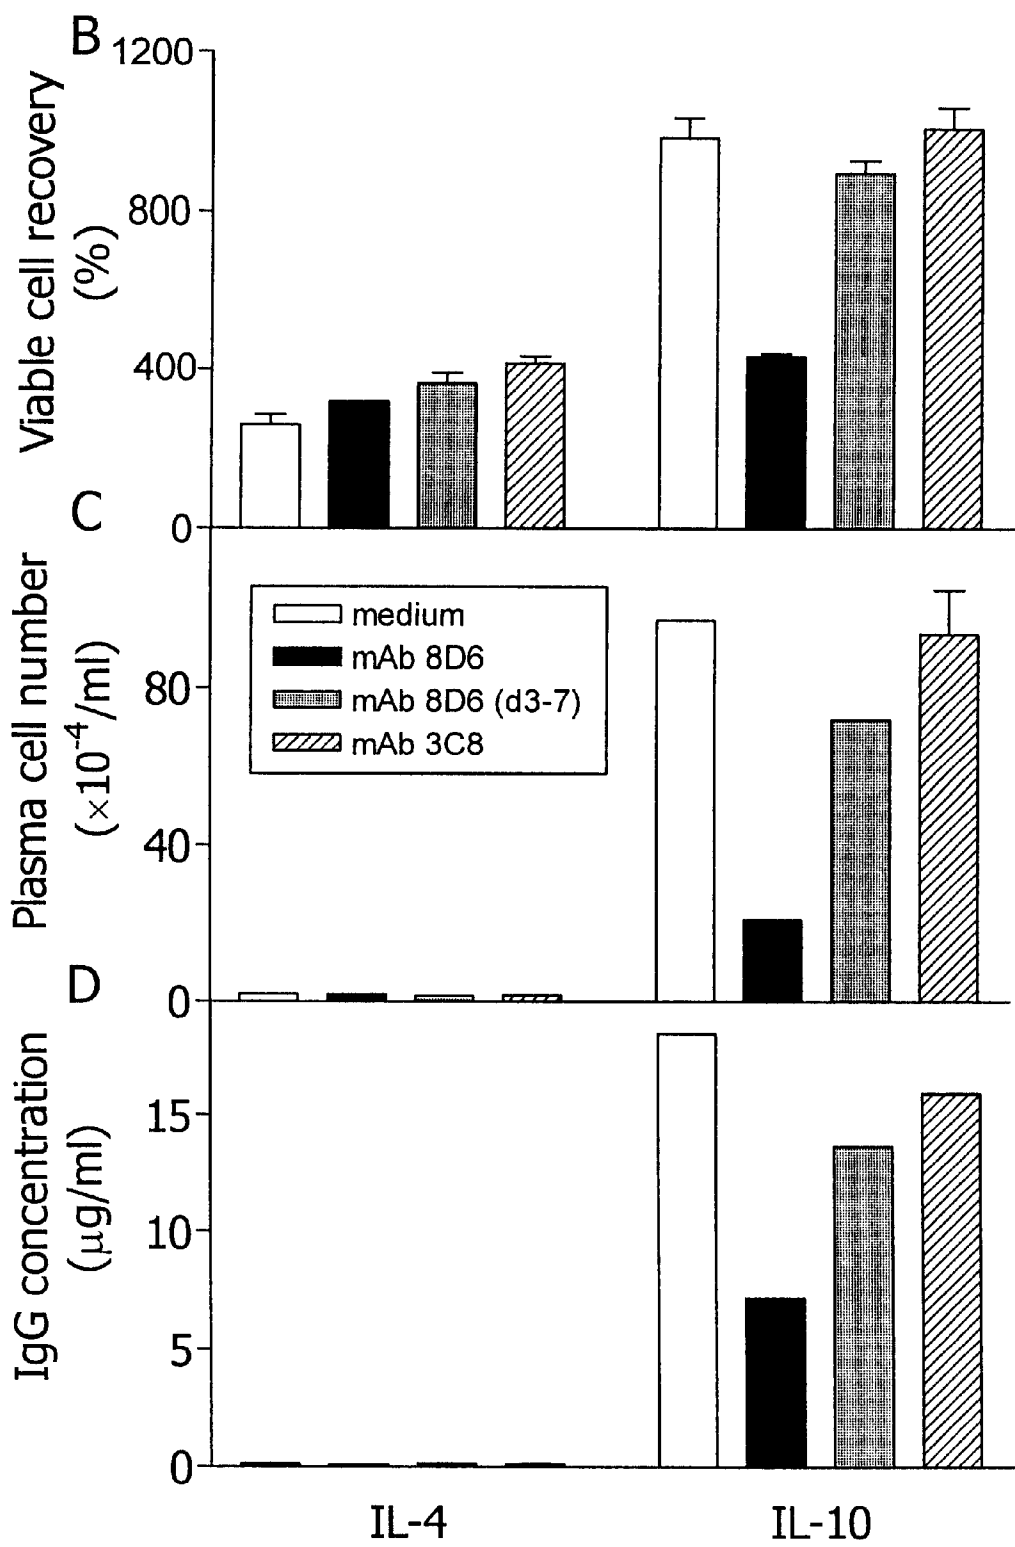 B
Viable cell recovery
(%)
1200
800
400
0
C
Plasma cell number
(×10⁻⁴/ml)
80
40
0
medium
mAb 8D6
mAb 8D6 (d3-7)
mAb 3C8
D
IgG concentration
(µg/ml)
15
10
5
0
IL-4 IL-10